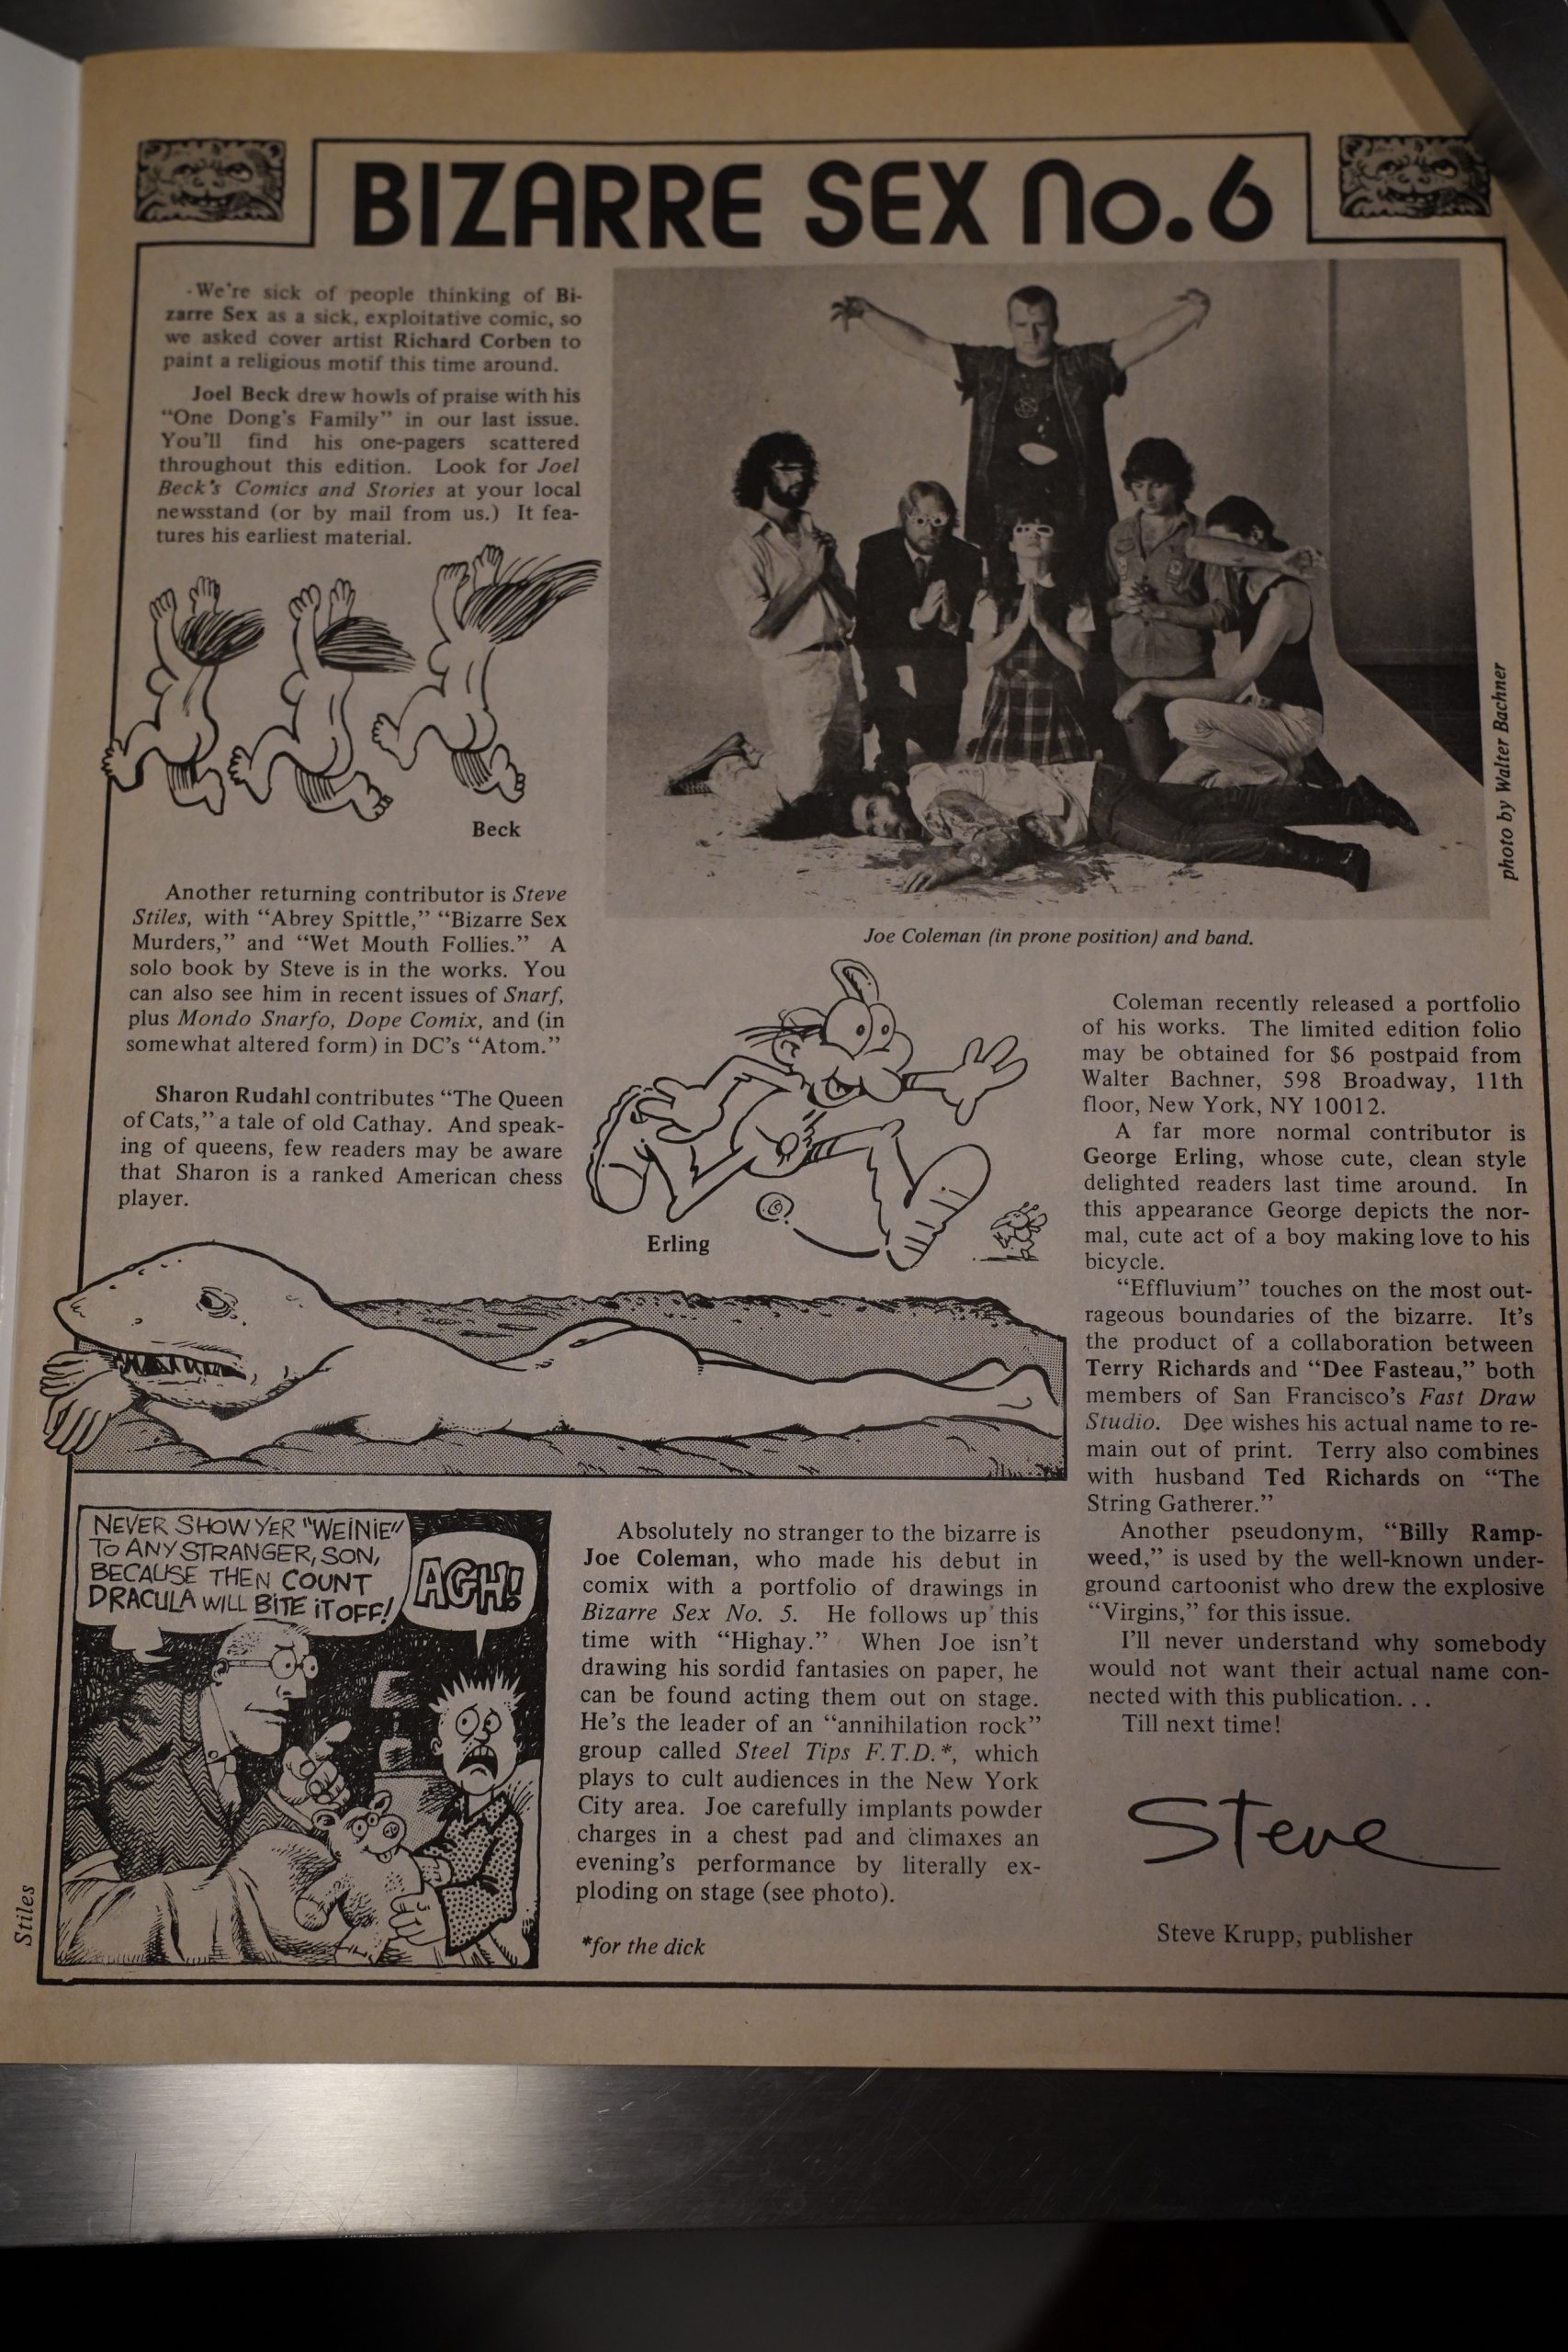 BIZARRE SEX No. 6
We're sick of people thinking of Bi-
zarre Sex as a sick, exploitative comic, so
we asked cover artist Richard Corben to
paint a religious motif this time around.
Joel Beck drew howls of praise with his
“One Dong's Family” in our last issue.
You'll find his one-pagers scattered
throughout this edition. Look for Joel
Beck's Comics and Stories at your local
newsstand (or by mail from us.) It fea-
tures his earliest material.
Beck
Another returning contributor is Steve
Stiles, with “Abrey Spittle,” “Bizarre Sex
Murders,” and “Wet Mouth Follies.” A
solo book by Steve is in the works. You
can also see him in recent issues of Snarf,
plus Mondo Snarfo, Dope Comix, and (in
somewhat altered form) in DC's “Atom.”
Sharon Rudahl contributes “The Queen
of Cats,” a tale of old Cathay. And speak-
ing of queens, few readers may be aware
that Sharon is a ranked American chess
player.
photo by Walter Bachner
Joe Coleman (in prone position) and band.
Erling
NEVER SHOW YER "WEINIE"
TO ANY STRANGER, SON,
BECAUSE THEN COUNT
DRACULA WILL BITE IT OFF!
AGH!
Stiles
Absolutely no stranger to the bizarre is
Joe Coleman, who made his debut in
comix with a portfolio of drawings in
Bizarre Sex No. 5. He follows up this
time with “Highay.” When Joe isn't
drawing his sordid fantasies on paper, he
can be found acting them out on stage.
He's the leader of an “annihilation rock”
group called Steel Tips F.T.D.*, which
plays to cult audiences in the New York
City area. Joe carefully implants powder
charges in a chest pad and climaxes an
evening's performance by literally ex-
ploding on stage (see photo).
*for the dick
Coleman recently released a portfolio
of his works. The limited edition folio
may be obtained for $6 postpaid from
Walter Bachner, 598 Broadway, 11th
floor, New York, NY 10012.
A far more normal contributor is
George Erling, whose cute, clean style
delighted readers last time around. In
this appearance George depicts the nor-
mal, cute act of a boy making love to his
bicycle.
“Effluvium” touches on the most out-
rageous boundaries of the bizarre. It's
the product of a collaboration between
Terry Richards and “Dee Fasteau,” both
members of San Francisco's Fast Draw
Studio. Dee wishes his actual name to re-
main out of print. Terry also combines
with husband Ted Richards on “The
String Gatherer.”
Another pseudonym, “Billy Ramp-
weed,” is used by the well-known under-
ground cartoonist who drew the explosive
“Virgins,” for this issue.
I'll never understand why somebody
would not want their actual name con-
nected with this publication. . .
Till next time!
Steve
Steve Krupp, publisher